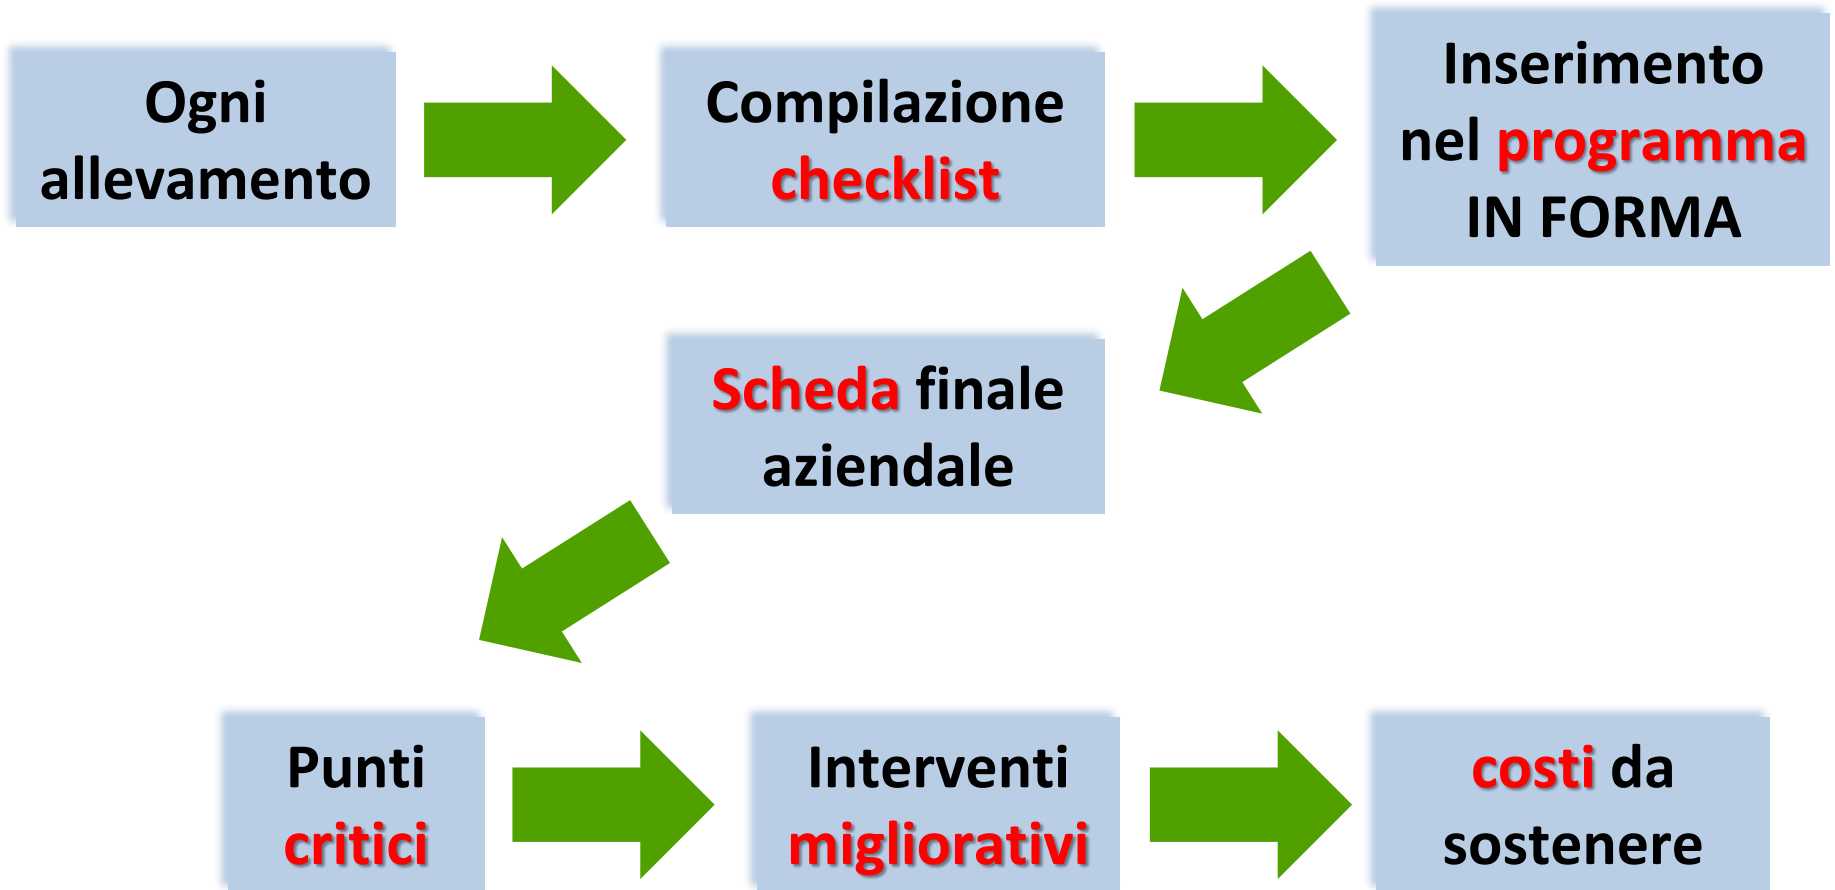 Ogni
allevamento
Compilazione
checklist
Inserimento
nel programma
IN FORMA
Scheda finale
aziendale
Punti
critici
Interventi
migliorativi
costi da
sostenere